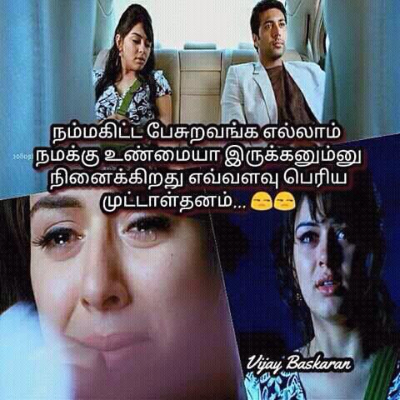 நம்மகிட்ட பேசுறவங்க எல்லாம்
நமக்கு உண்மையா இருக்கனும்னு
நினைக்கிறது எவ்வளவு பெரிய
முட்டாள்தனம்... 😔😔
Vijay Baskaran